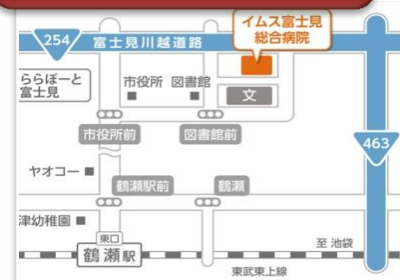 イムス富士見
総合病院
254
富士見川越道路
ららぽーと
富士見
市役所
図書館
文
市役所前
図書館前
463
ヤオコー
鶴瀬駅前
鶴瀬
津幼稚園
東口
鶴瀬駅
至 池袋
東武東上線